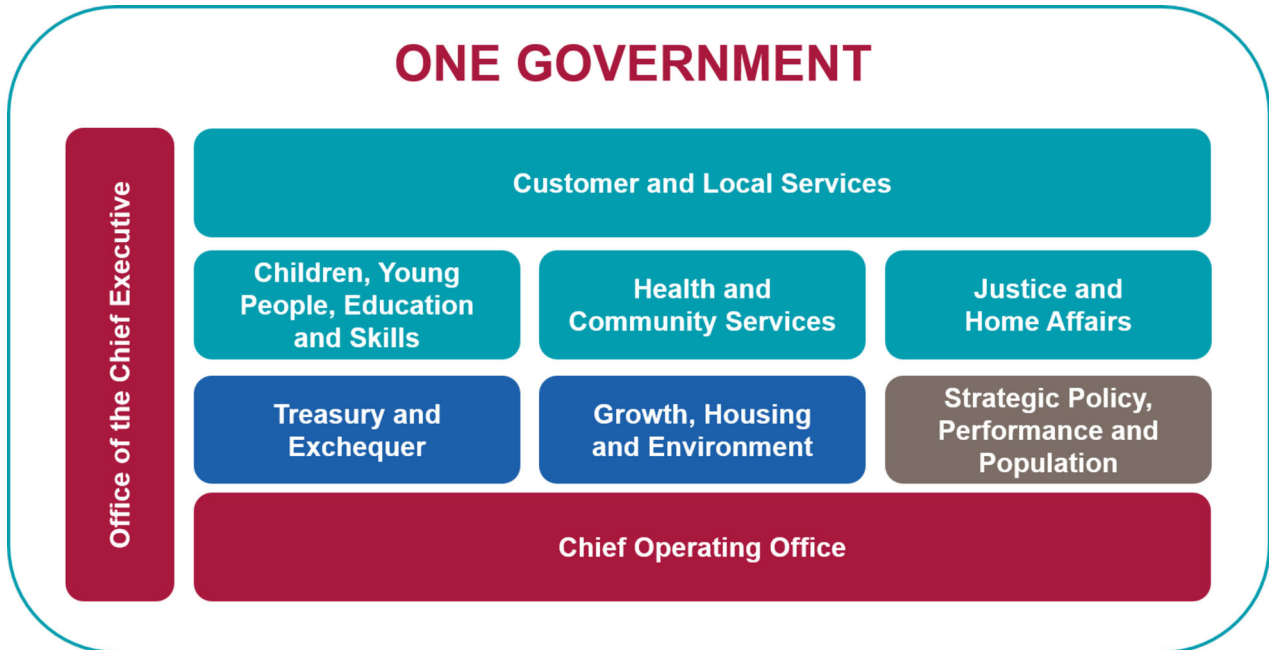 ONE GOVERNMENT
Office of the Chief Executive
Customer and Local Services
Children, Young
People, Education
and Skills
Health and
Community Services
Justice and
Home Affairs
Treasury and
Exchequer
Growth, Housing
and Environment
Strategic Policy,
Performance and
Population
Chief Operating Office